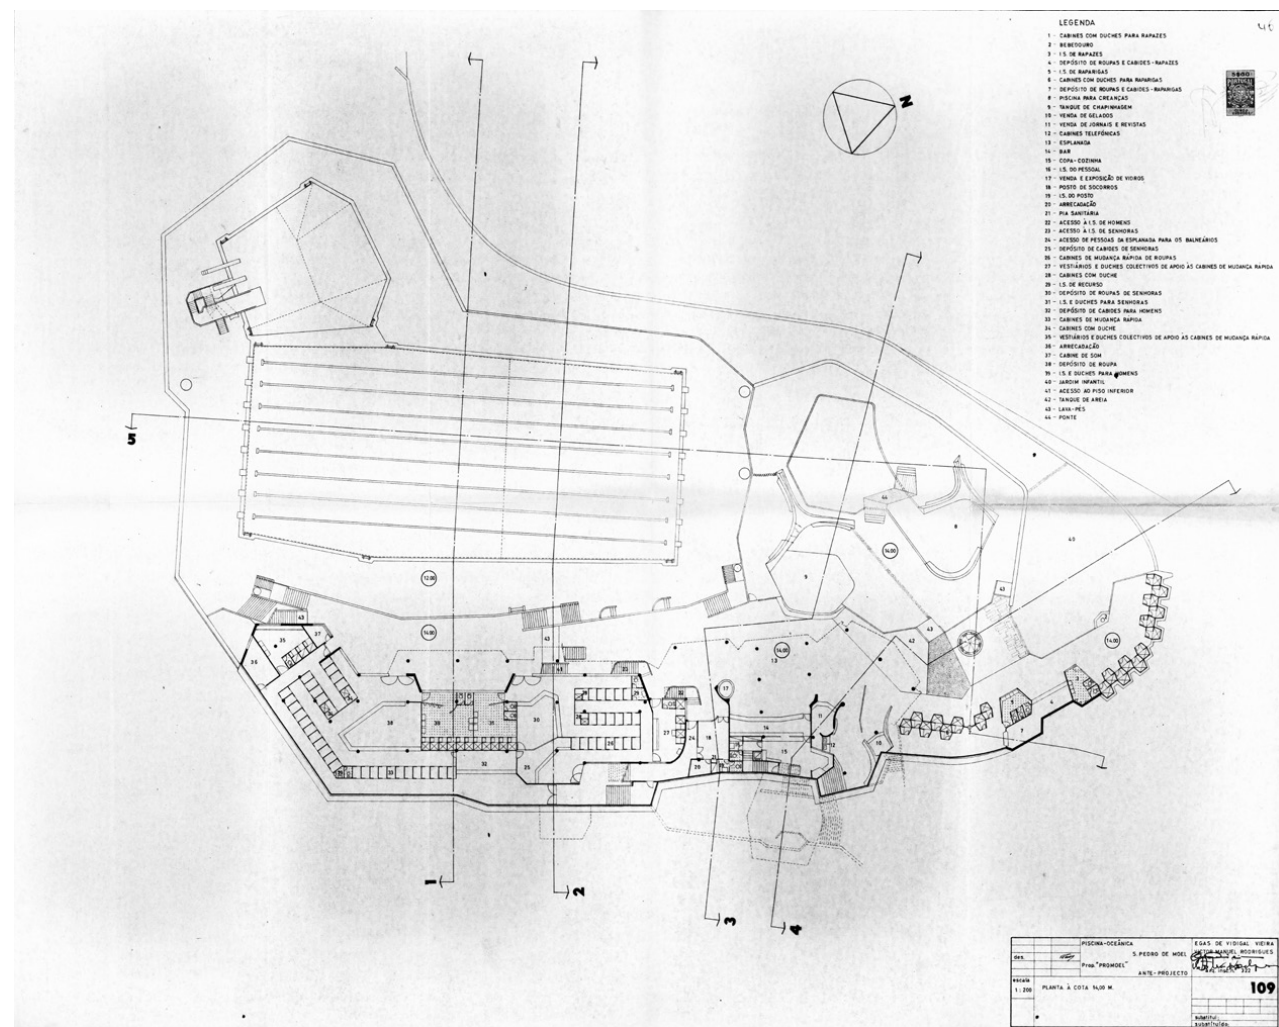 LEGENDA
1 - CABINES COM DUCHES PARA RAPAZES
2 - BEBEDOURO
3 - I.S. DE RAPAZES
4 - DEPÓSITO DE ROUPAS E CABIDES - RAPAZES
5 - I.S. DE RAPARIGAS
6 - CABINES COM DUCHES PARA RAPARIGAS
7 - DEPÓSITO DE ROUPAS E CABIDES - RAPARIGAS
8 - PISCINA PARA CREANÇAS
9 - TANQUE DE CHAPINHAGEM
10 - VENDA DE GELADOS
11 - VENDA DE JORNAIS E REVISTAS
12 - CABINES TELEFÓNICAS
13 - ESPLANADA
14 - BAR
15 - COPA-COZINHA
16 - I.S. DO PESSOAL
17 - VENDA E EXPOSIÇÃO DE VIDROS
18 - POSTO DE SOCORROS
19 - I.S. DO POSTO
20 - ARRECADAÇÃO
21 - PIA SANITÁRIA
22 - ACESSO À I.S. DE HOMENS
23 - ACESSO À I.S. DE SENHORAS
24 - ACESSO DE PESSOAS DA ESPLANADA PARA OS BALNEÁRIOS
25 - DEPÓSITO DE CABIDES DE SENHORAS
26 - CABINES DE MUDANÇA RÁPIDA DE ROUPAS
27 - VESTIÁRIOS E DUCHES COLECTIVOS DE APOIO ÀS CABINES DE MUDANÇA RÁPIDA
28 - CABINES COM DUCHE
29 - I.S. DE RECURSO
30 - DEPÓSITO DE ROUPAS DE SENHORAS
31 - I.S. E DUCHES PARA SENHORAS
32 - DEPÓSITO DE CABIDES PARA HOMENS
33 - CABINES DE MUDANÇA RÁPIDA
34 - CABINES COM DUCHE
35 - VESTIÁRIOS E DUCHES COLECTIVOS DE APOIO ÀS CABINES DE MUDANÇA RÁPIDA
36 - ARRECADAÇÃO
37 - CABINE DE SOM
38 - DEPÓSITO DE ROUPA
39 - I.S. E DUCHES PARA HOMENS
40 - JARDIM INFANTIL
41 - ACESSO AO PISO INFERIOR
42 - TANQUE DE AREIA
43 - LAVA-PÉS
44 - PONTE
N
5
12.00
14.00
14.00
14.00
14.00
1
2
3
4
PISCINA-OCEÂNICA
S. PEDRO DE MOEL
Prop. "PROMOEL"
ANTE-PROJECTO
EGAS DE VIDIGAL VIEIRA
VICTOR MANUEL RODRIGUES
des.
escala
1:200
PLANTA À COTA 14,00 M.
109
substitui:
substituido: